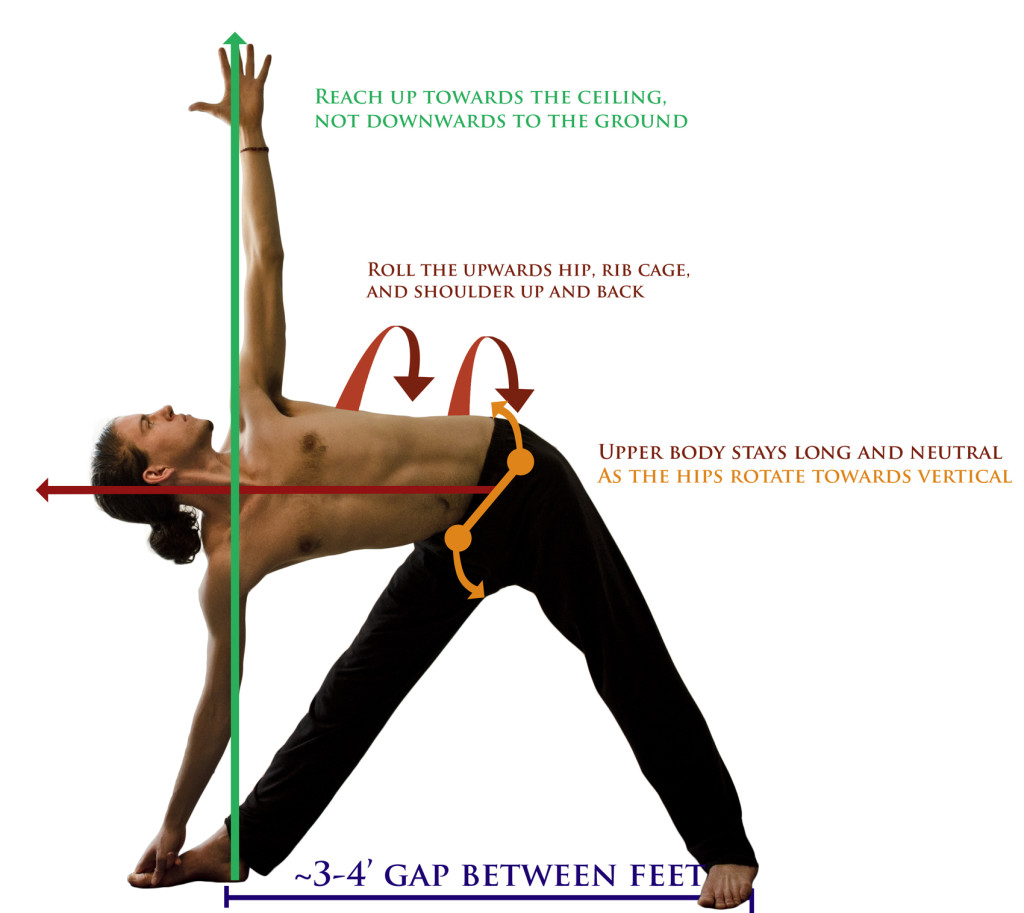 REACH UP TOWARDS THE CEILING,
NOT DOWNWARDS TO THE GROUND
ROLL THE UPWARDS HIP, RIB CAGE,
AND SHOULDER UP AND BACK
UPPER BODY STAYS LONG AND NEUTRAL
AS THE HIPS ROTATE TOWARDS VERTICAL
~3-4’ GAP BETWEEN FEET